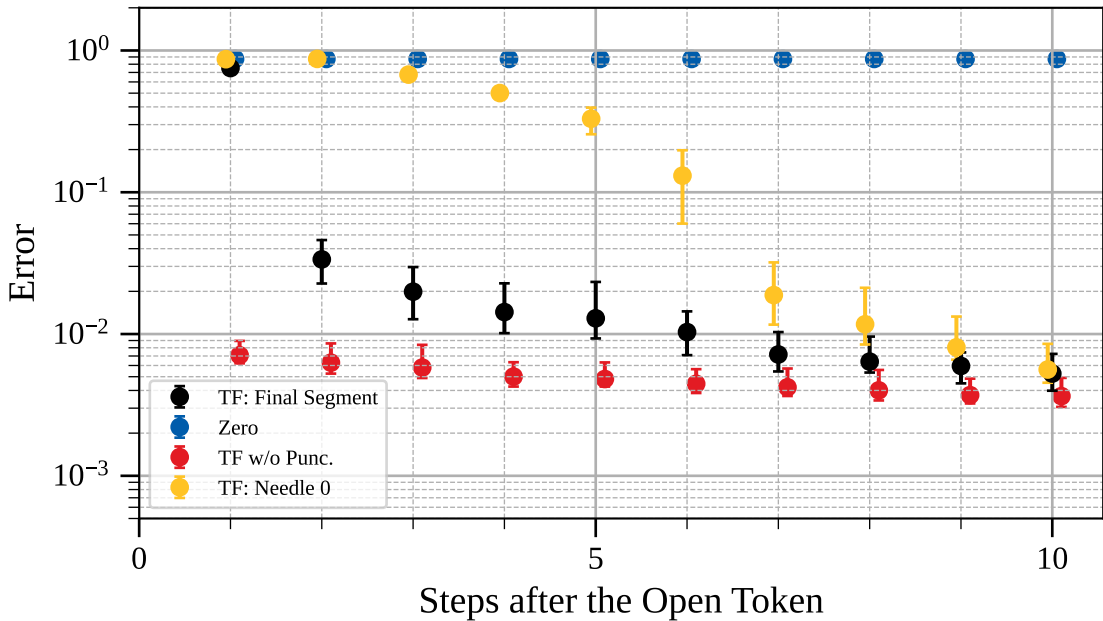 10^0
10^-1
10^-2
10^-3
Error
TF: Final Segment
Zero
TF w/o Punc.
TF: Needle 0
0
5
10
Steps after the Open Token